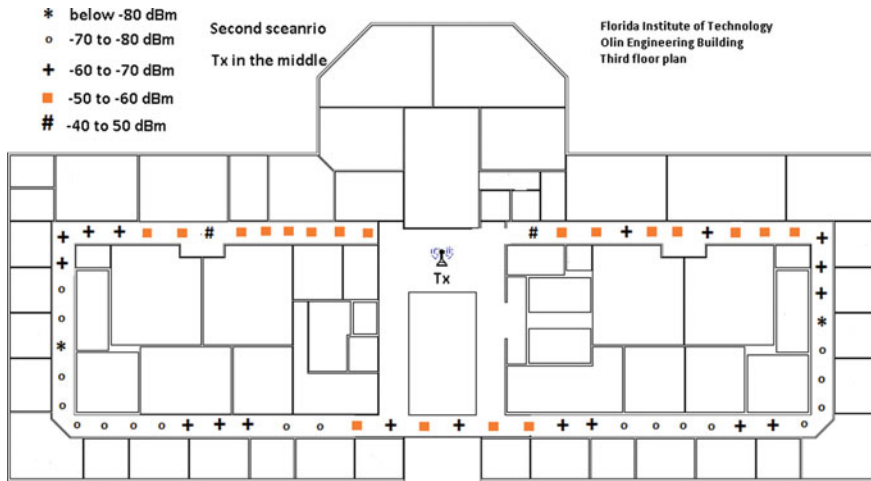 * below -80 dBm
o -70 to -80 dBm
+ -60 to -70 dBm
-50 to -60 dBm
# -40 to 50 dBm
Second sceanrio
Tx in the middle
Florida Institute of Technology
Olin Engineering Building
Third floor plan
Tx